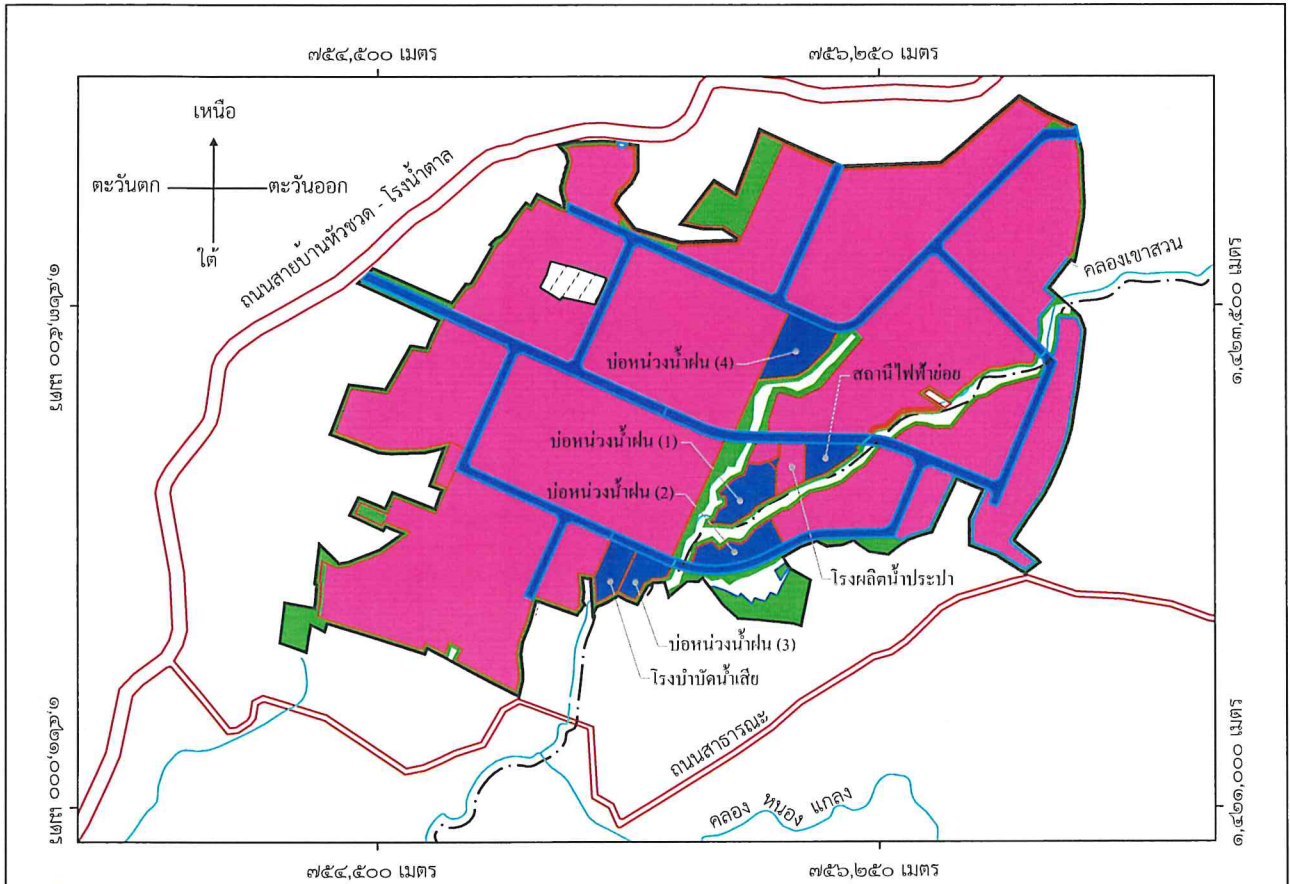 ๗๕๔,๕๐๐ เมตร
๗๕๖,๒๕๐ เมตร
เหนือ
ตะวันตก
ตะวันออก
ใต้
ถนนสายบ้านหัวชวด - โรงน้ำตาล
คลองเขาสวน
๑,๔๒๓,๕๐๐ เมตร
๑,๔๒๓,๕๐๐ เมตร
บ่อหน่วงน้ำฝน (4)
สถานีไฟฟ้าย่อย
บ่อหน่วงน้ำฝน (1)
บ่อหน่วงน้ำฝน (2)
โรงผลิตน้ำประปา
บ่อหน่วงน้ำฝน (3)
โรงบำบัดน้ำเสีย
ถนนสาธารณะ
คลอง หนอง แกลง
๑,๔๒๑,๐๐๐ เมตร
๑,๔๒๑,๐๐๐ เมตร
๗๕๔,๕๐๐ เมตร
๗๕๖,๒๕๐ เมตร